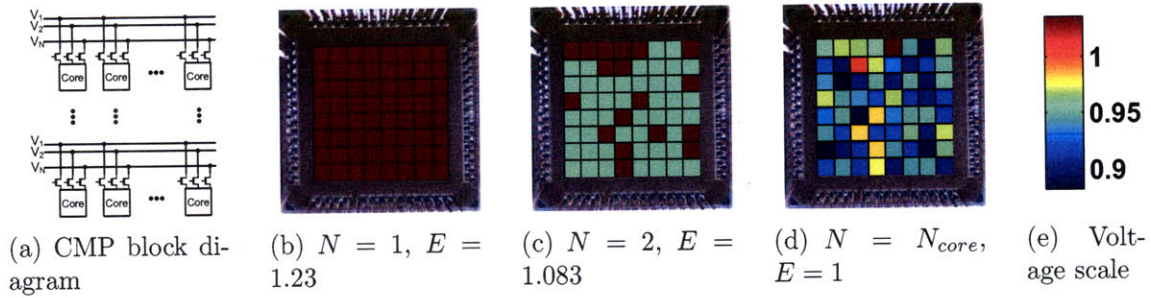 V1
V2
VN
Core Core ••• Core
V1
V2
VN
Core Core ••• Core
1
0.95
0.9
(a) CMP block di-
agram
(b) N = 1, E =
1.23
(c) N = 2, E =
1.083
(d) N = Ncore,
E = 1
(e) Volt-
age scale